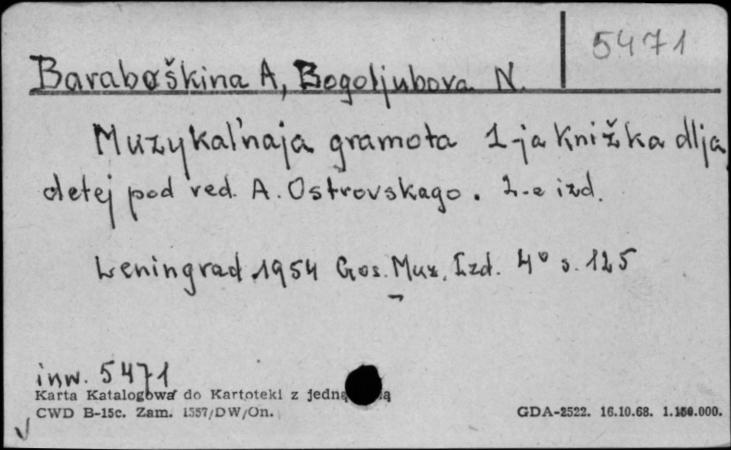 5471
Baraboškina A, Bogoljubova N.
Muzykal'naja gramota 1-ja Knižka dlja
detej pod red. A. Ostrovskago. 2-e izd.
Leningrad 1954 Gos. Muz. Izd. 4° s. 125
inw. 5471
Karta Katalogowa do Kartoteki z jedną
CWD B-15c. Zam. 1557/DW/On.
GDA-2522. 16.10.68. 1.150.000.